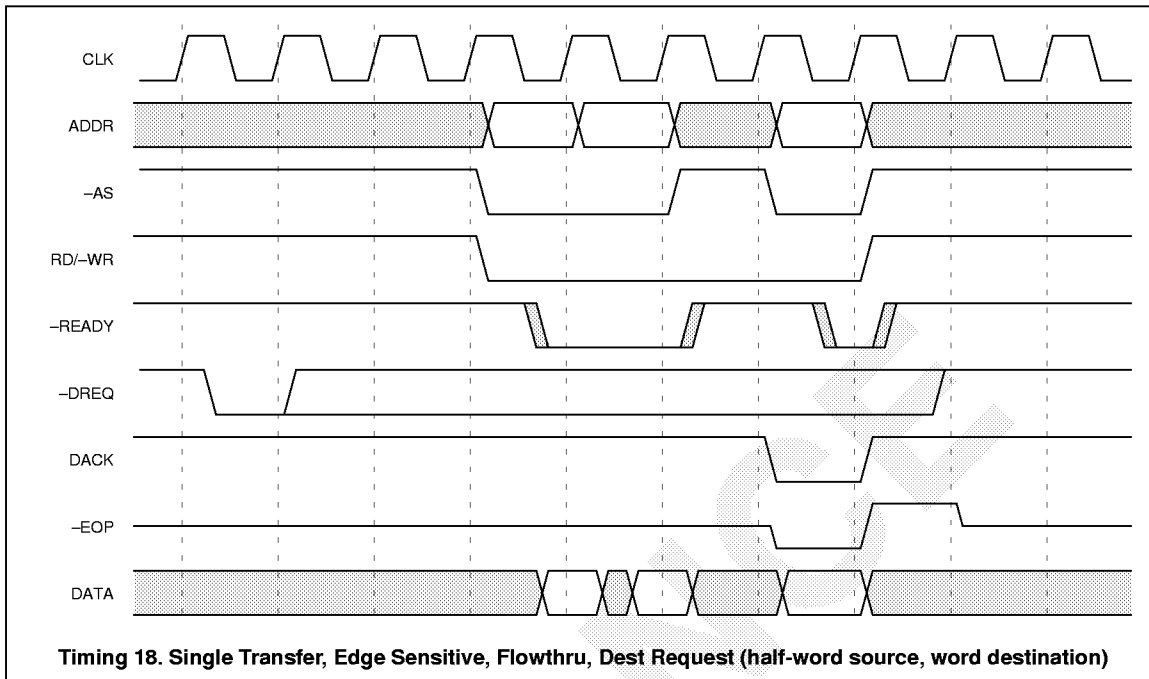 CLK
ADDR
–AS
RD/–WR
–READY
–DREQ
DACK
–EOP
DATA
Timing 18. Single Transfer, Edge Sensitive, Flowthru, Dest Request (half-word source, word destination)